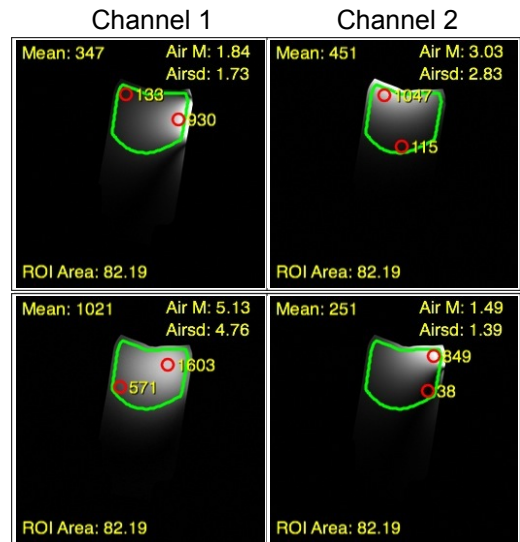 Channel 1
Channel 2
Mean: 347
Air M: 1.84
Airsd: 1.73
133
930
ROI Area: 82.19
Mean: 451
Air M: 3.03
Airsd: 2.83
1047
115
ROI Area: 82.19
Mean: 1021
Air M: 5.13
Airsd: 4.76
1603
571
ROI Area: 82.19
Mean: 251
Air M: 1.49
Airsd: 1.39
849
38
ROI Area: 82.19